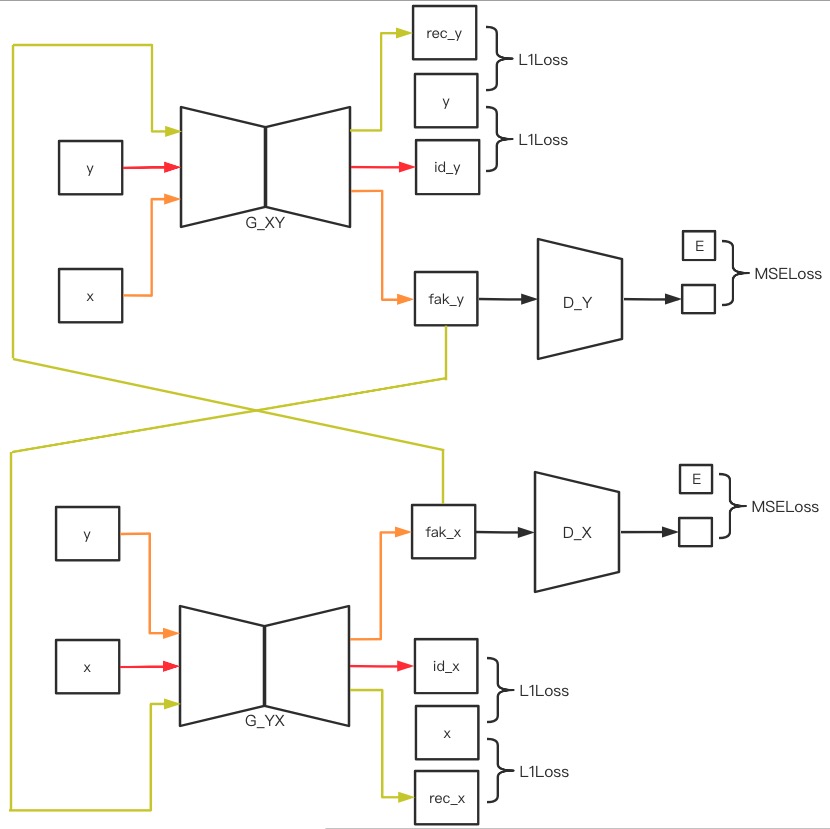 rec_y
L1Loss
y
L1Loss
y
id_y
G_XY
E
x
fak_y
D_Y
MSELoss
E
y
fak_x
D_X
MSELoss
x
id_x
L1Loss
G_YX
x
L1Loss
rec_x